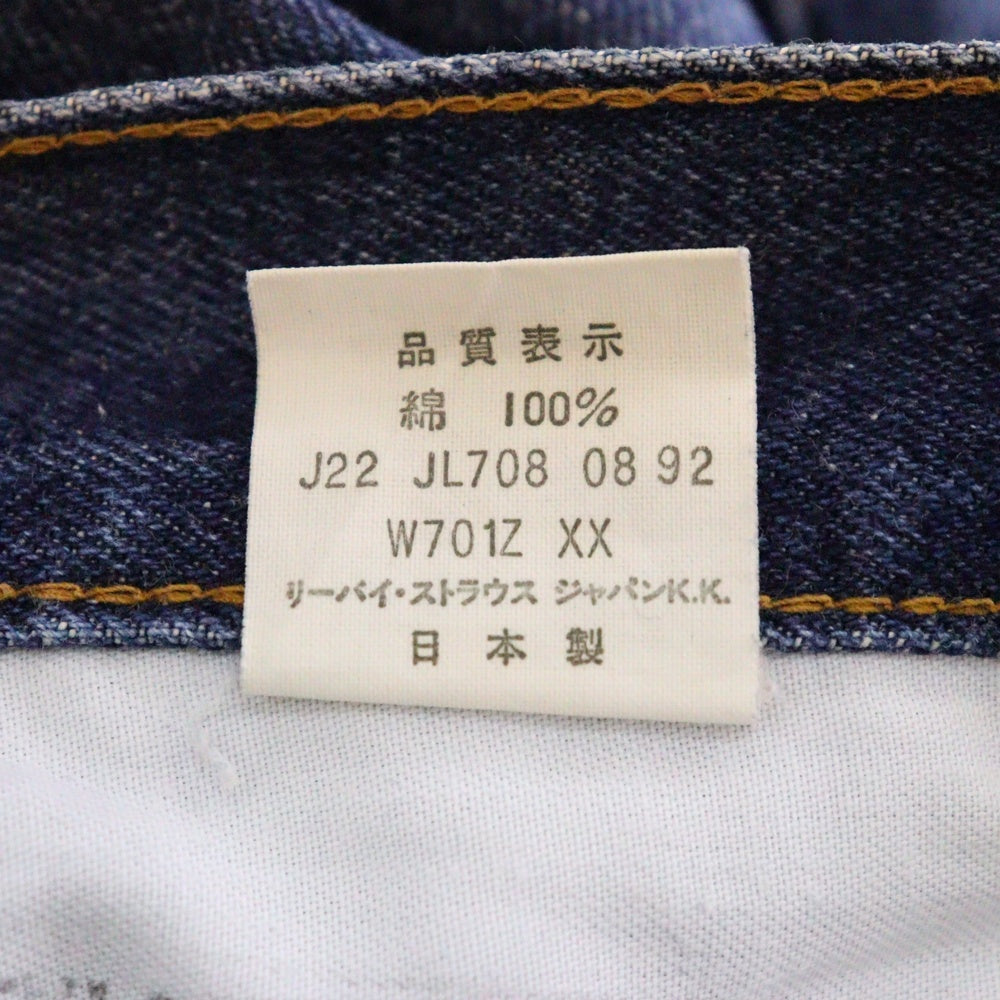 品質表示
綿 100%
J22 JL708 08 92
W701Z XX
リーバイ・ストラウス ジャパンK.K.
日本製